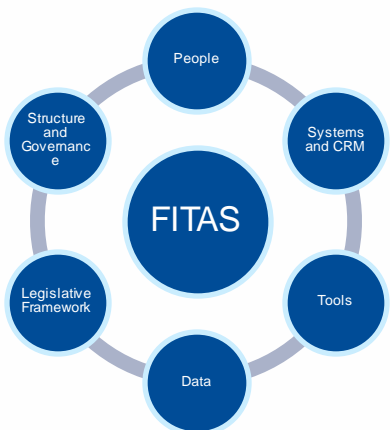 People
Systems
and CRM
Tools
Data
Legislative
Framework
Structure
and
Governanc
e
FITAS